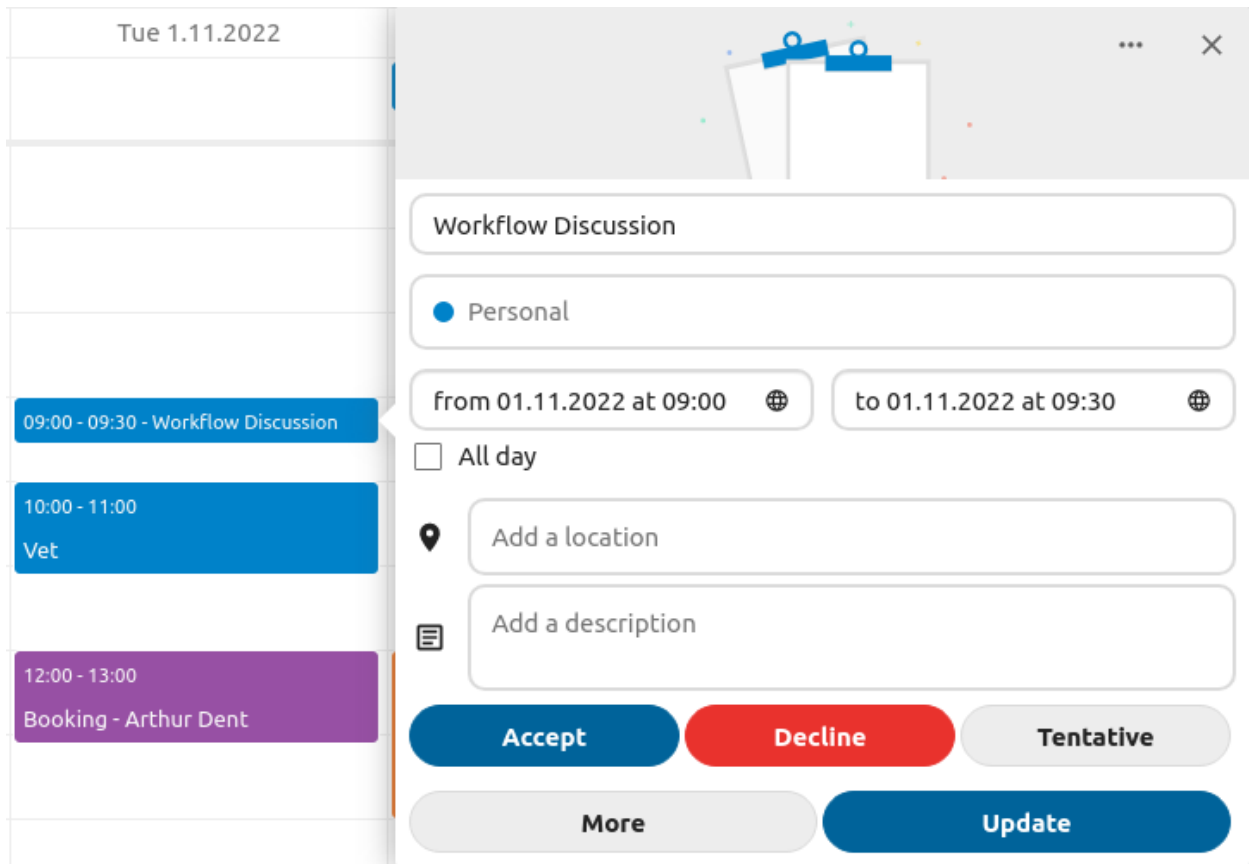 Tue 1.11.2022
09:00 - 09:30 - Workflow Discussion
10:00 - 11:00
Vet
12:00 - 13:00
Booking - Arthur Dent
Workflow Discussion
Personal
from 01.11.2022 at 09:00
to 01.11.2022 at 09:30
All day
Add a location
Add a description
Accept
Decline
Tentative
More
Update